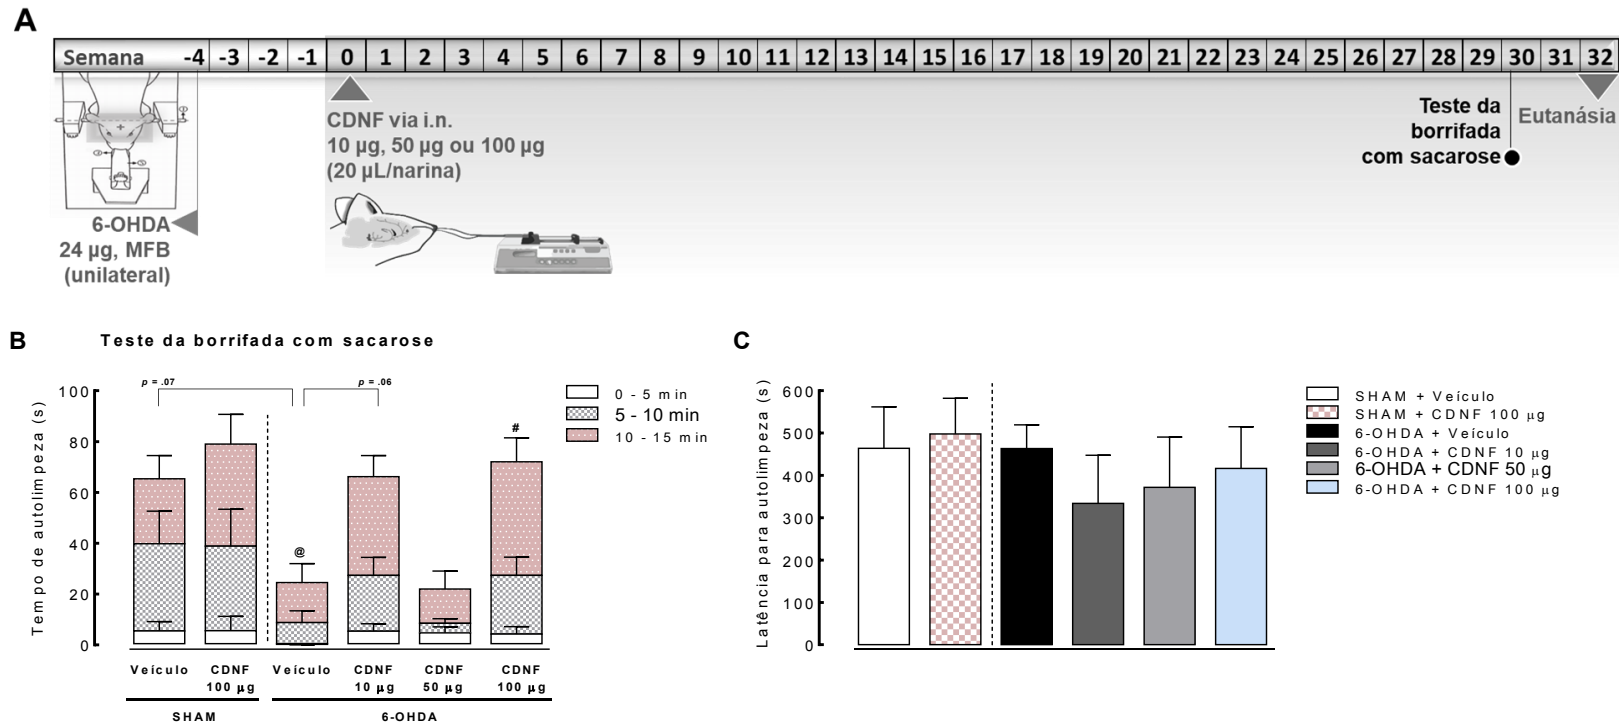 A
Semana -4 -3 -2 -1 0 1 2 3 4 5 6 7 8 9 10 11 12 13 14 15 16 17 18 19 20 21 22 23 24 25 26 27 28 29 30 31 32
6-OHDA
24 µg, MFB
(unilateral)
CDNF via i.n.
10 µg, 50 µg ou 100 µg
(20 µL/narina)
Teste da
borrifada
com sacarose
Eutanásia
B
Teste da borrifada com sacarose
Tempo de autolimpeza (s)
100
80
60
40
20
0
p = .07
p = .06
@
#
0 - 5 min
5 - 10 min
10 - 15 min
Veículo CDNF Veículo CDNF CDNF CDNF
100 µg 10 µg 50 µg 100 µg
SHAM 6-OHDA
C
Latência para autolimpeza (s)
600
500
400
300
200
100
0
SHAM + Veículo
SHAM + CDNF 100 µg
6-OHDA + Veículo
6-OHDA + CDNF 10 µg
6-OHDA + CDNF 50 µg
6-OHDA + CDNF 100 µg